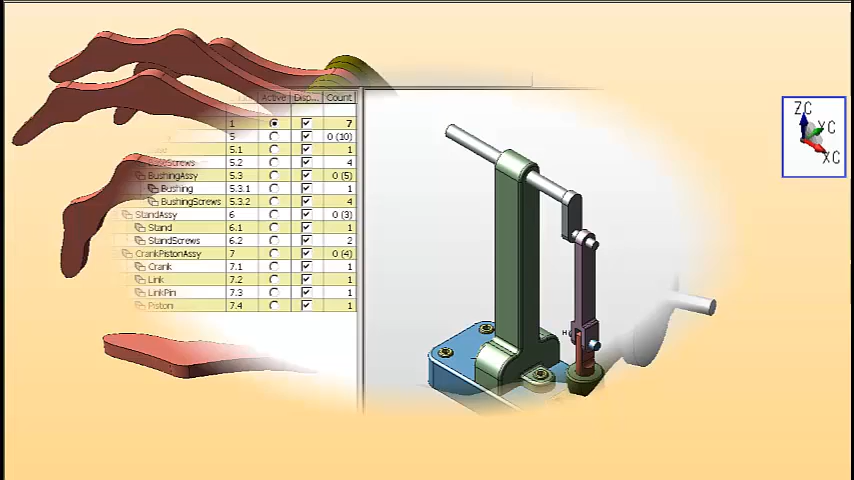 Active Disp... Count
1 7
5 0 (10)
5.1 1
BaseScrews 5.2 4
BushingAssy 5.3 0 (5)
Bushing 5.3.1 1
BushingScrews 5.3.2 4
StandAssy 6 0 (3)
Stand 6.1 1
StandScrews 6.2 2
CrankPistonAssy 7 0 (4)
Crank 7.1 1
Link 7.2 1
LinkPin 7.3 1
Piston 7.4 1
ZC
YC
XC